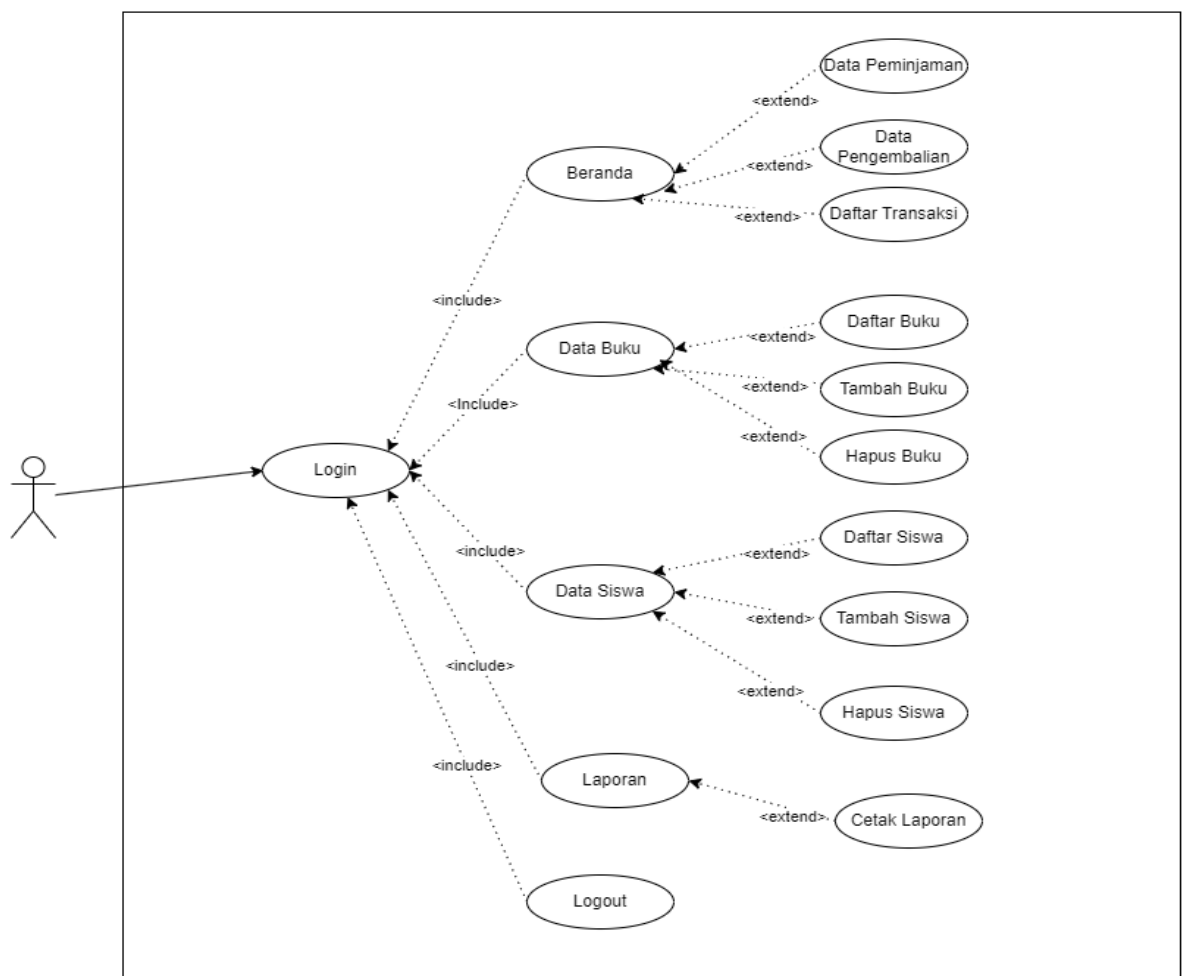 Data Peminjaman
<extend>
Data
Pengembalian
<extend>
Beranda
Daftar Transaksi
<extend>
<include>
Daftar Buku
<extend>
Data Buku
Tambah Buku
<extend>
<Include>
<extend>
Hapus Buku
Login
Daftar Siswa
<extend>
<include>
Data Siswa
Tambah Siswa
<extend>
<include>
<extend>
Hapus Siswa
<include>
Laporan
<extend>
Cetak Laporan
Logout